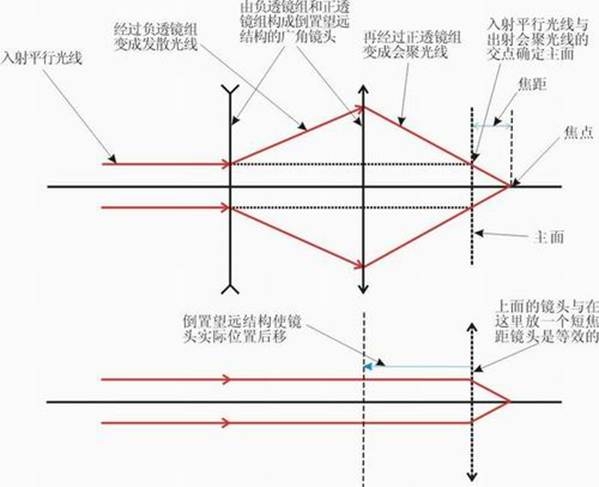 入射平行光线
经过负透镜组
变成发散光线
由负透镜组和正透
镜组构成倒置望远
结构的广角镜头
再经过正透镜组
变成会聚光线
入射平行光线与
出射会聚光线的
交点确定主面
焦距
焦点
主面
倒置望远结构使镜
头实际位置后移
上面的镜头与在
这里放一个短焦
距镜头是等效的